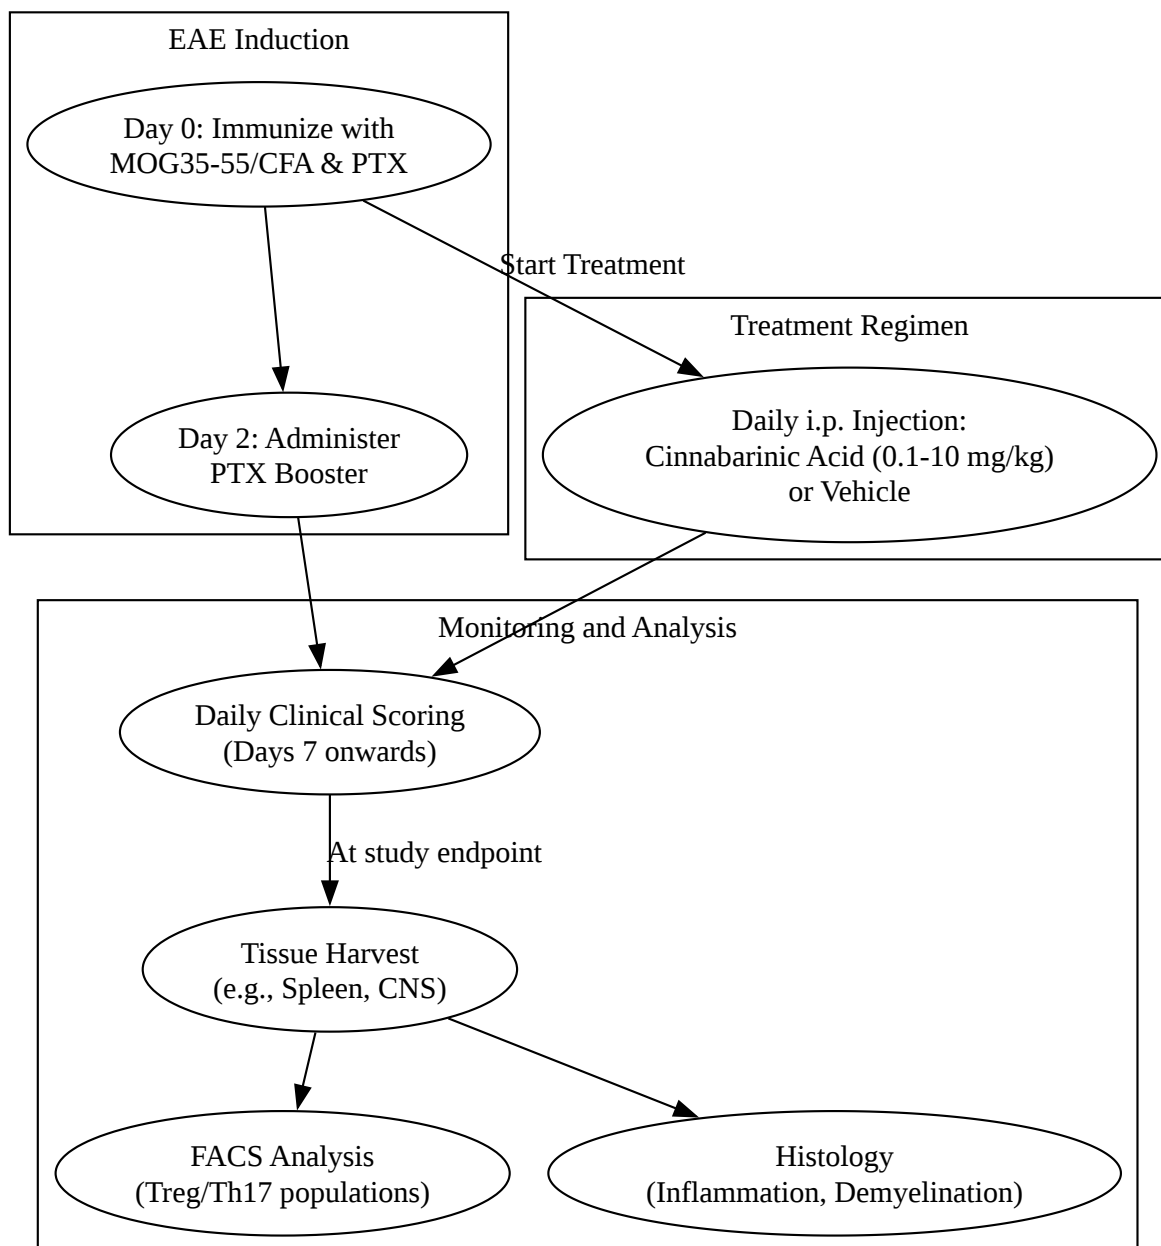 EAE Induction
Day 0: Immunize with
MOG35-55/CFA & PTX
Start Treatment
Treatment Regimen
Day 2: Administer
PTX Booster
Daily i.p. Injection:
Cinnabarinic Acid (0.1-10 mg/kg)
or Vehicle
Monitoring and Analysis
Daily Clinical Scoring
(Days 7 onwards)
At study endpoint
Tissue Harvest
(e.g., Spleen, CNS)
FACS Analysis
(Treg/Th17 populations)
Histology
(Inflammation, Demyelination)